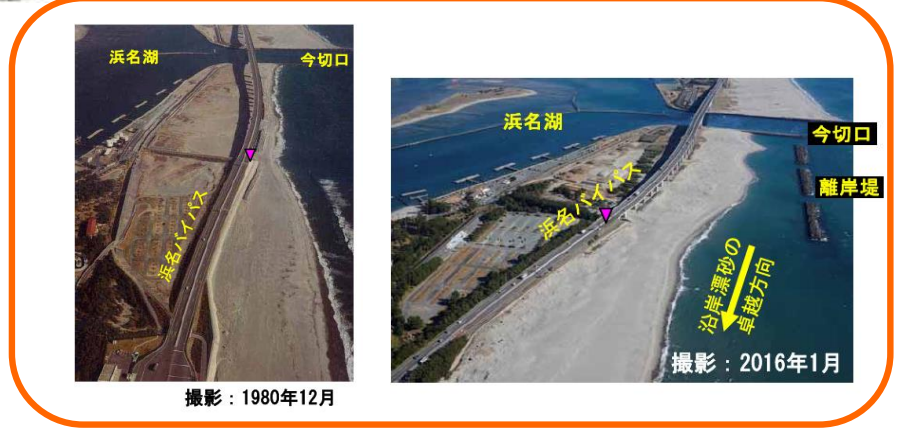 浜名湖
今切口
浜名バイパス
撮影：1980年12月
浜名湖
今切口
離岸堤
浜名バイパス
沿岸漂砂の
卓越方向
撮影：2016年1月